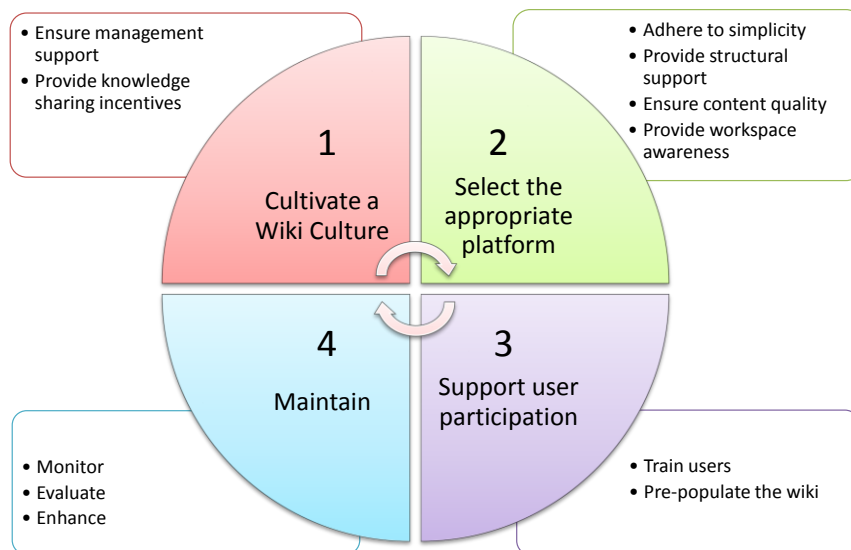 • Ensure management
support
• Provide knowledge
sharing incentives
1
Cultivate a
Wiki Culture
• Adhere to simplicity
• Provide structural
support
• Ensure content quality
• Provide workspace
awareness
2
Select the
appropriate
platform
3
Support user
participation
• Train users
• Pre-populate the wiki
4
Maintain
• Monitor
• Evaluate
• Enhance